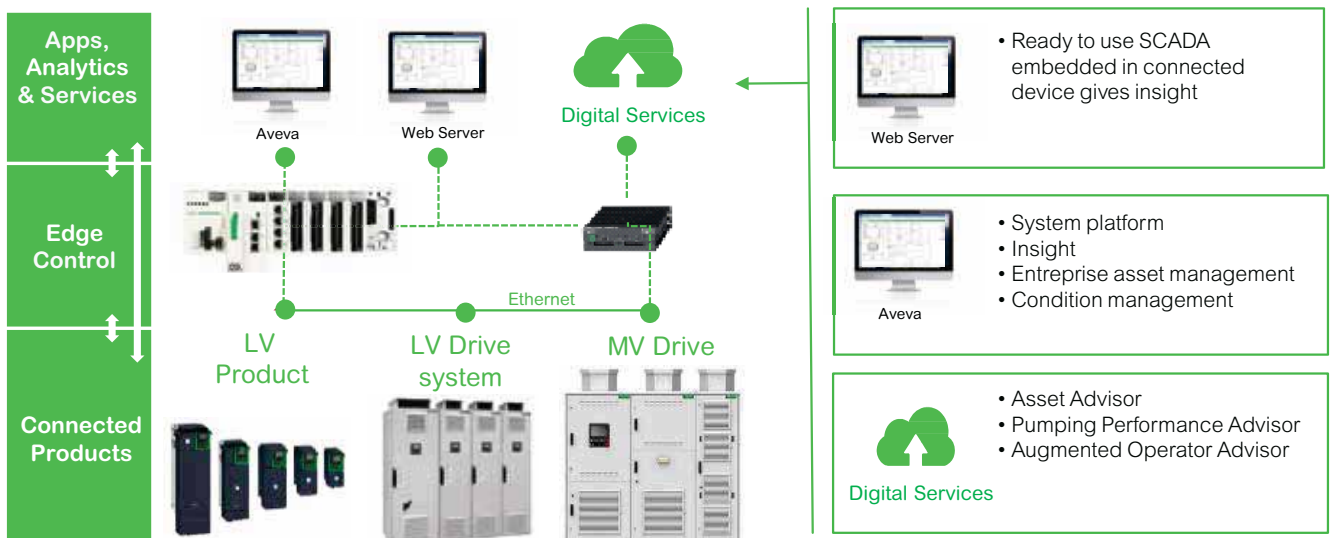 Apps,
Analytics
& Services
Aveva
Web Server
Digital Services
Edge
Control
Ethernet
Connected
Products
LV
Product
LV Drive
system
MV Drive
Web Server
• Ready to use SCADA
embedded in connected
device gives insight
Aveva
• System platform
• Insight
• Entreprise asset management
• Condition management
Digital Services
• Asset Advisor
• Pumping Performance Advisor
• Augmented Operator Advisor